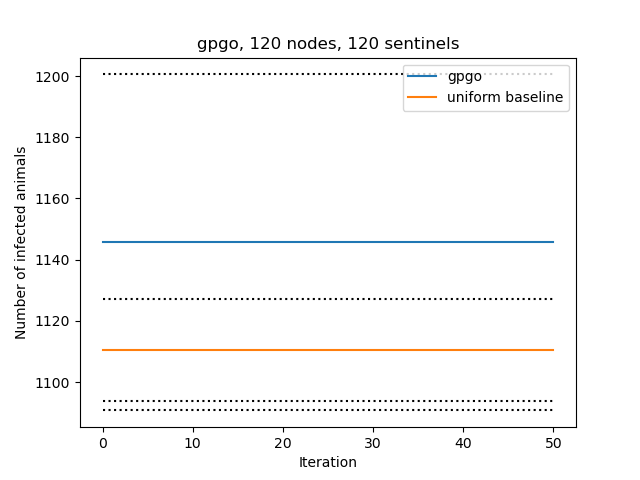 gpgo, 120 nodes, 120 sentinels
gpgo
uniform baseline
Number of infected animals
1200
1180
1160
1140
1120
1100
0 10 20 30 40 50
Iteration